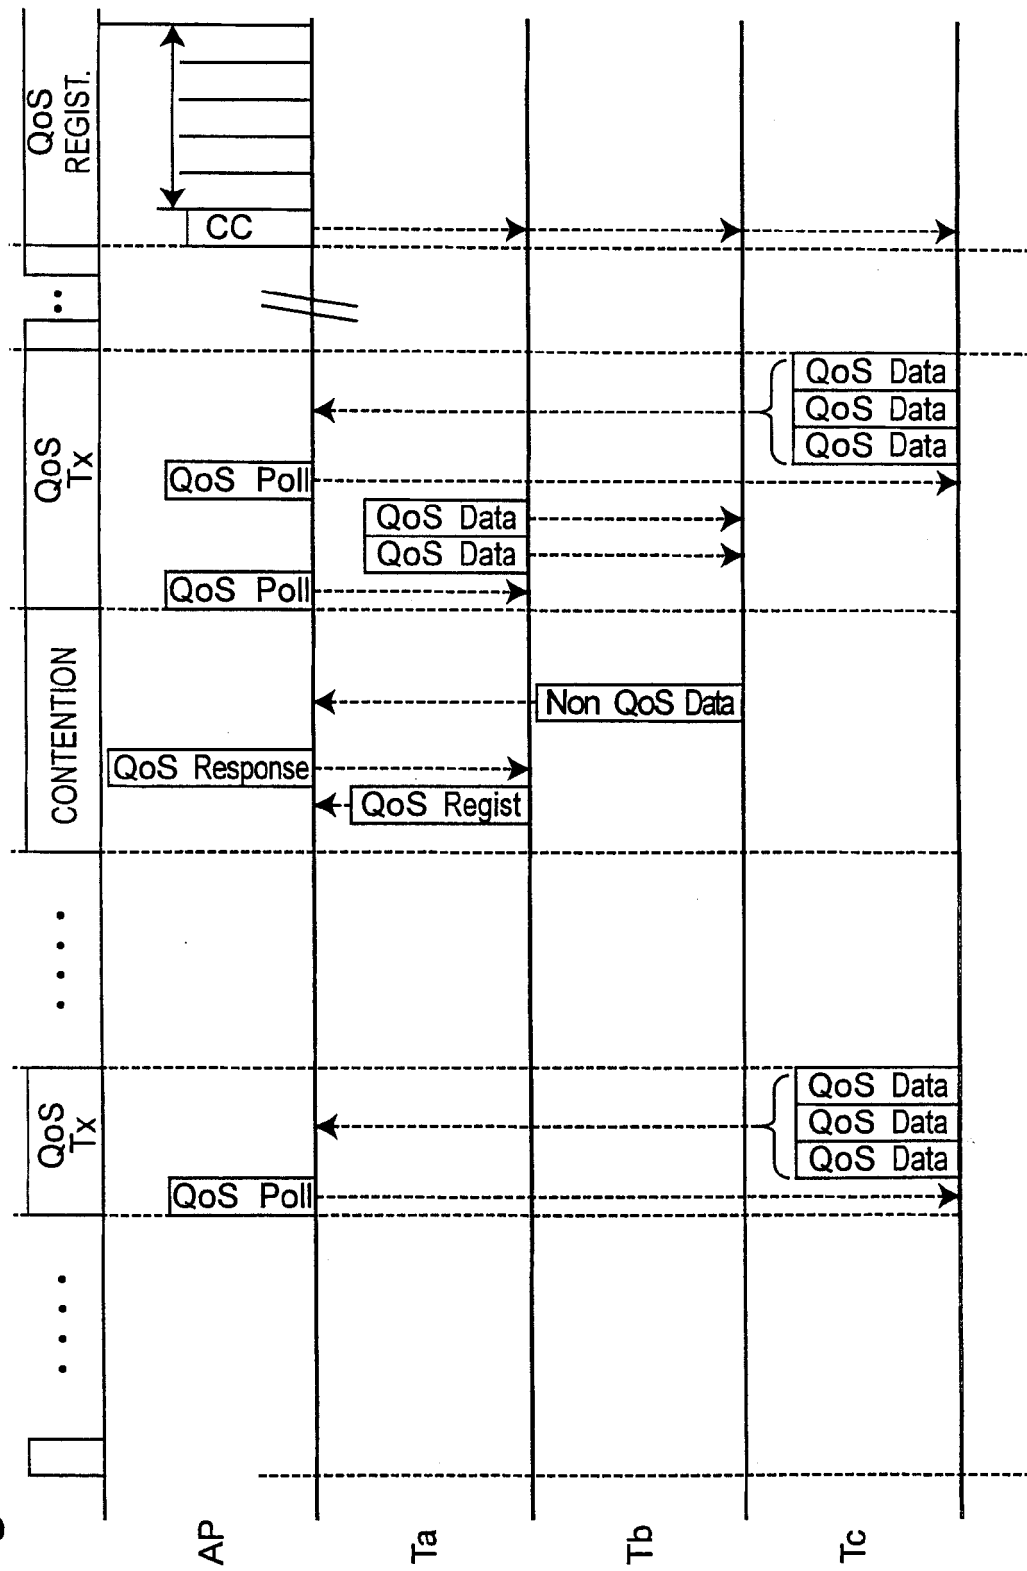 QoS
REGIST.
CC
QoS
Tx
QoS Data
QoS Data
QoS Data
QoS Poll
QoS Data
QoS Data
QoS Poll
CONTENTION
Non QoS Data
QoS Response
QoS Regist
QoS
Tx
QoS Data
QoS Data
QoS Data
QoS Poll
AP
Ta
Tb
Tc